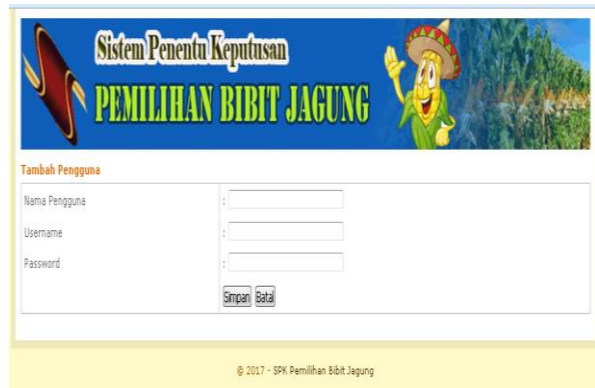 Sistem Penentu Keputusan
PEMILIHAN BIBIT JAGUNG
Tambah Pengguna
Nama Pengguna :
Username :
Password :
Simpan Batal
© 2017 - SPK Pemilihan Bibit Jagung